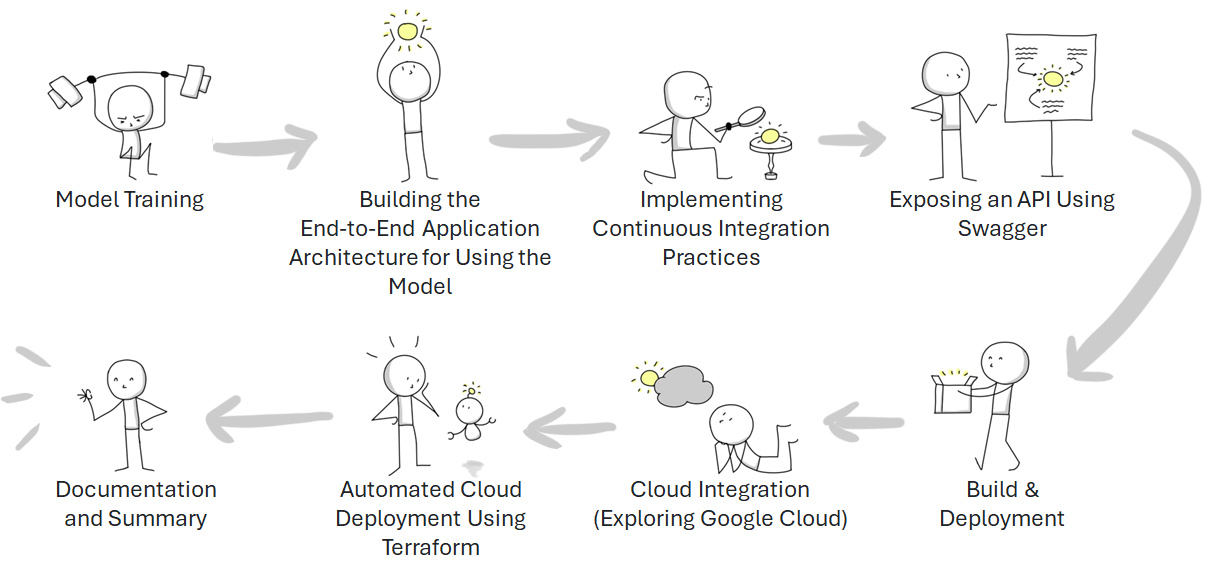 Model Training
Building the
End-to-End Application
Architecture for Using the
Model
Implementing
Continuous Integration
Practices
Exposing an API Using
Swagger
Build &
Deployment
Cloud Integration
(Exploring Google Cloud)
Automated Cloud
Deployment Using
Terraform
Documentation
and Summary